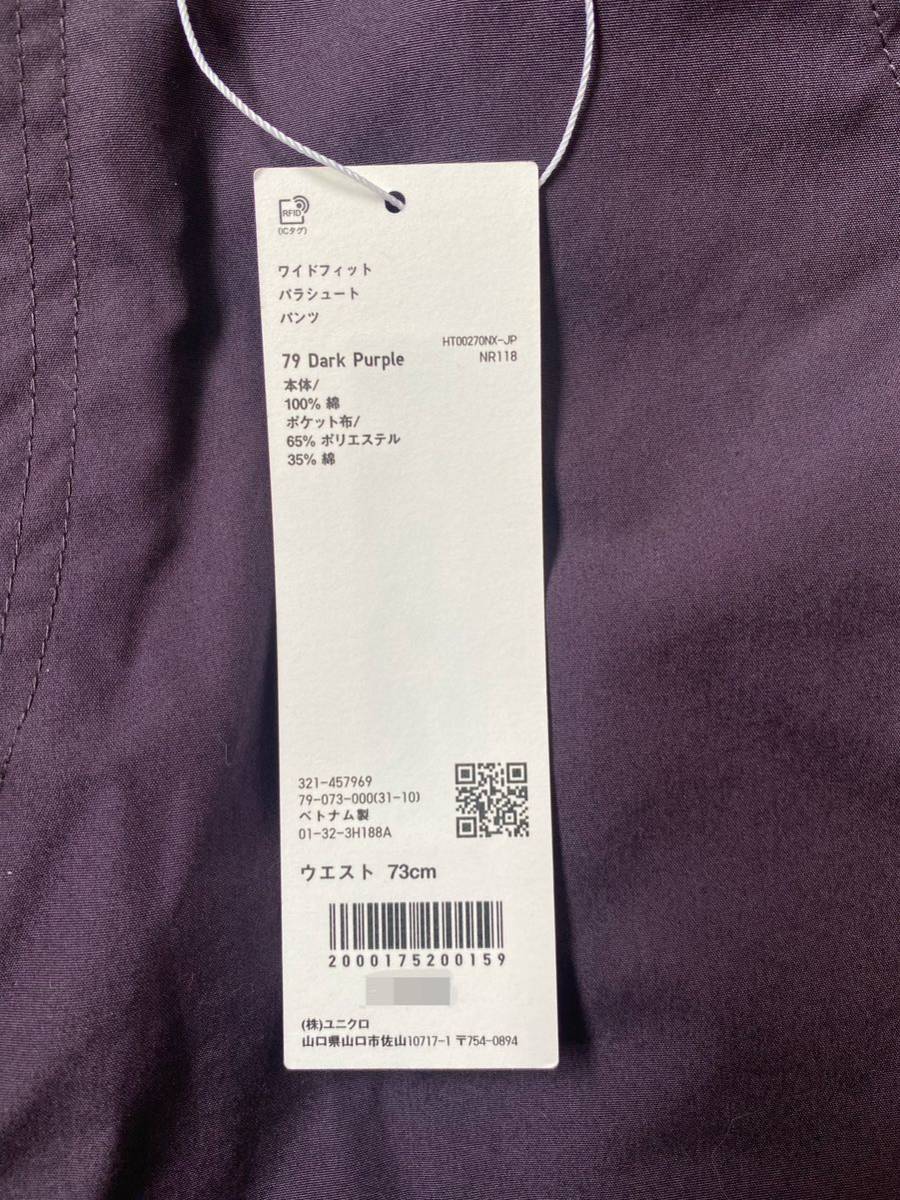 RFID
(ICタグ)
ワイドフィット
パラシュート
パンツ
HT00270NX-JP
79 Dark Purple
NR118
本体/
100% 綿
ポケット布/
65% ポリエステル
35% 綿
321-457969
79-073-000(31-10)
ベトナム製
01-32-3H188A
ウエスト 73cm
2000175200159
(株)ユニクロ
山口県山口市佐山10717-1 〒754-0894